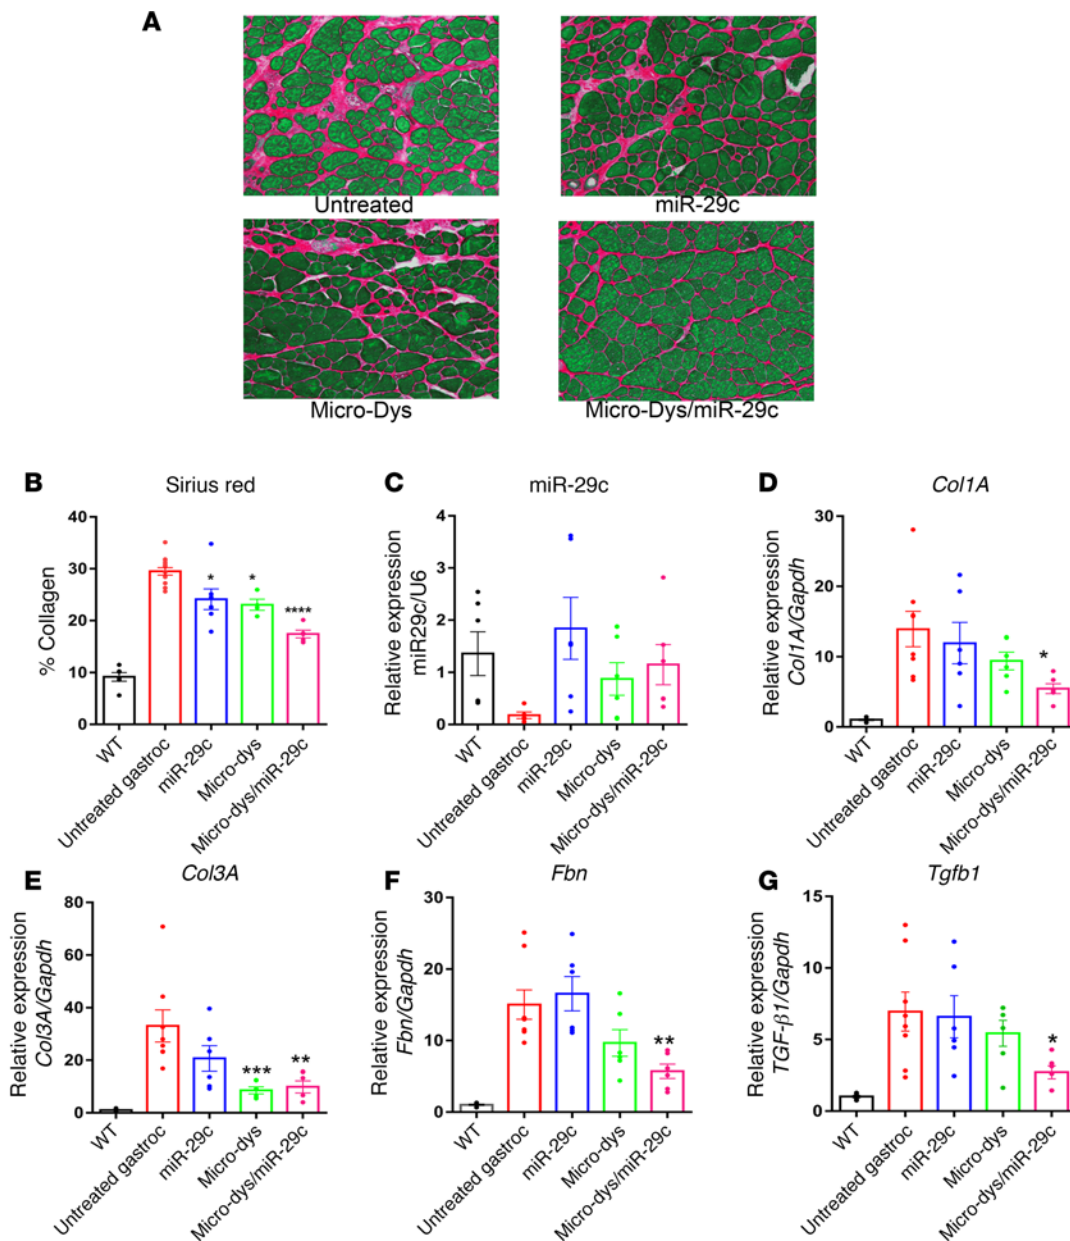 A
Untreated
miR-29c
Micro-Dys
Micro-Dys/miR-29c
B
Sirius red
% Collagen
40
30
20
10
0
*
*
****
WT
Untreated gastroc
miR-29c
Micro-dys
Micro-dys/miR-29c
C
miR-29c
Relative expression
miR29c/U6
4
3
2
1
0
WT
Untreated gastroc
miR-29c
Micro-dys
Micro-dys/miR-29c
D
Col1A
Relative expression
Col1A/Gapdh
30
20
10
0
*
WT
Untreated gastroc
miR-29c
Micro-dys
Micro-dys/miR-29c
E
Col3A
Relative expression
Col3A/Gapdh
80
60
40
20
0
***
**
WT
Untreated gastroc
miR-29c
Micro-dys
Micro-dys/miR-29c
F
Fbn
Relative expression
Fbn/Gapdh
30
20
10
0
**
WT
Untreated gastroc
miR-29c
Micro-dys
Micro-dys/miR-29c
G
Tgfb1
Relative expression
TGF-β1/Gapdh
15
10
5
0
*
WT
Untreated gastroc
miR-29c
Micro-dys
Micro-dys/miR-29c